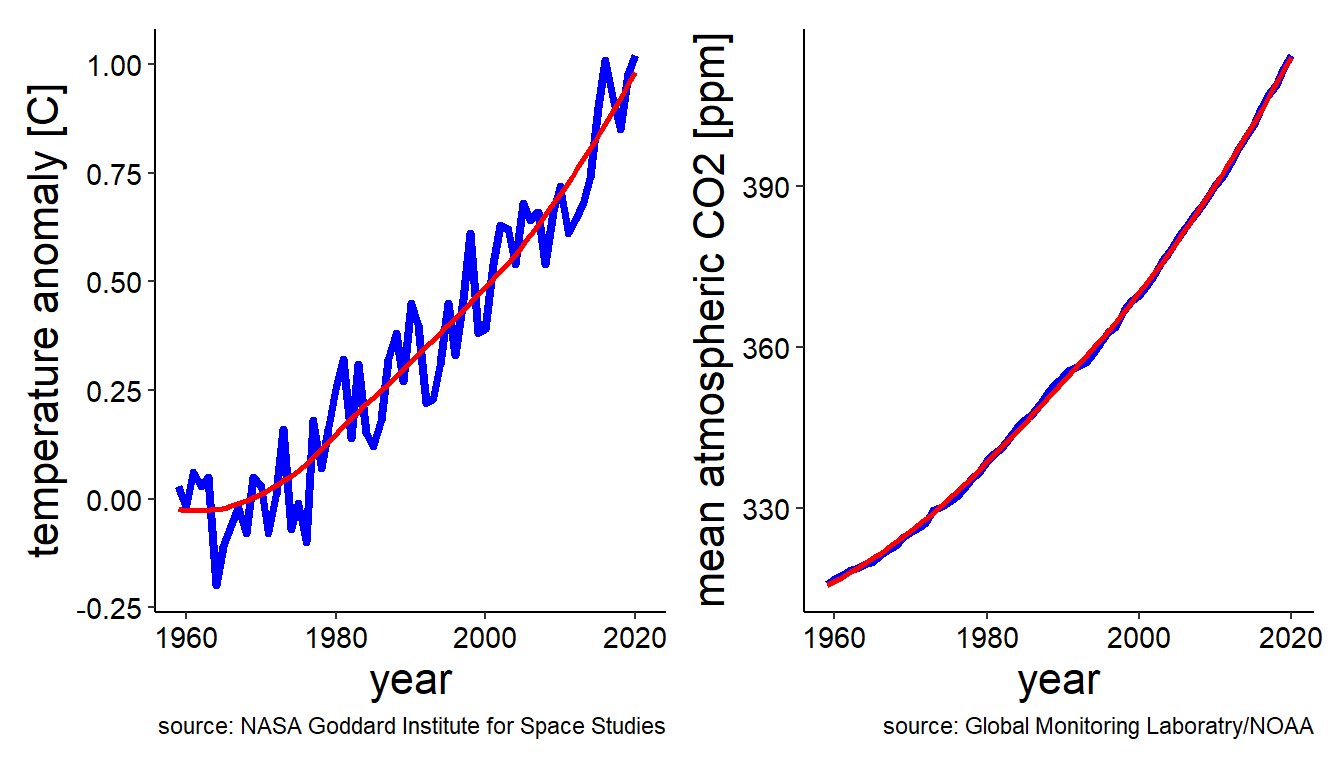 temperature anomaly [C]
1.00
0.75
0.50
0.25
0.00
-0.25
1960 1980 2000 2020
year
source: NASA Goddard Institute for Space Studies
mean atmospheric CO2 [ppm]
390
360
330
1960 1980 2000 2020
year
source: Global Monitoring Laboratry/NOAA